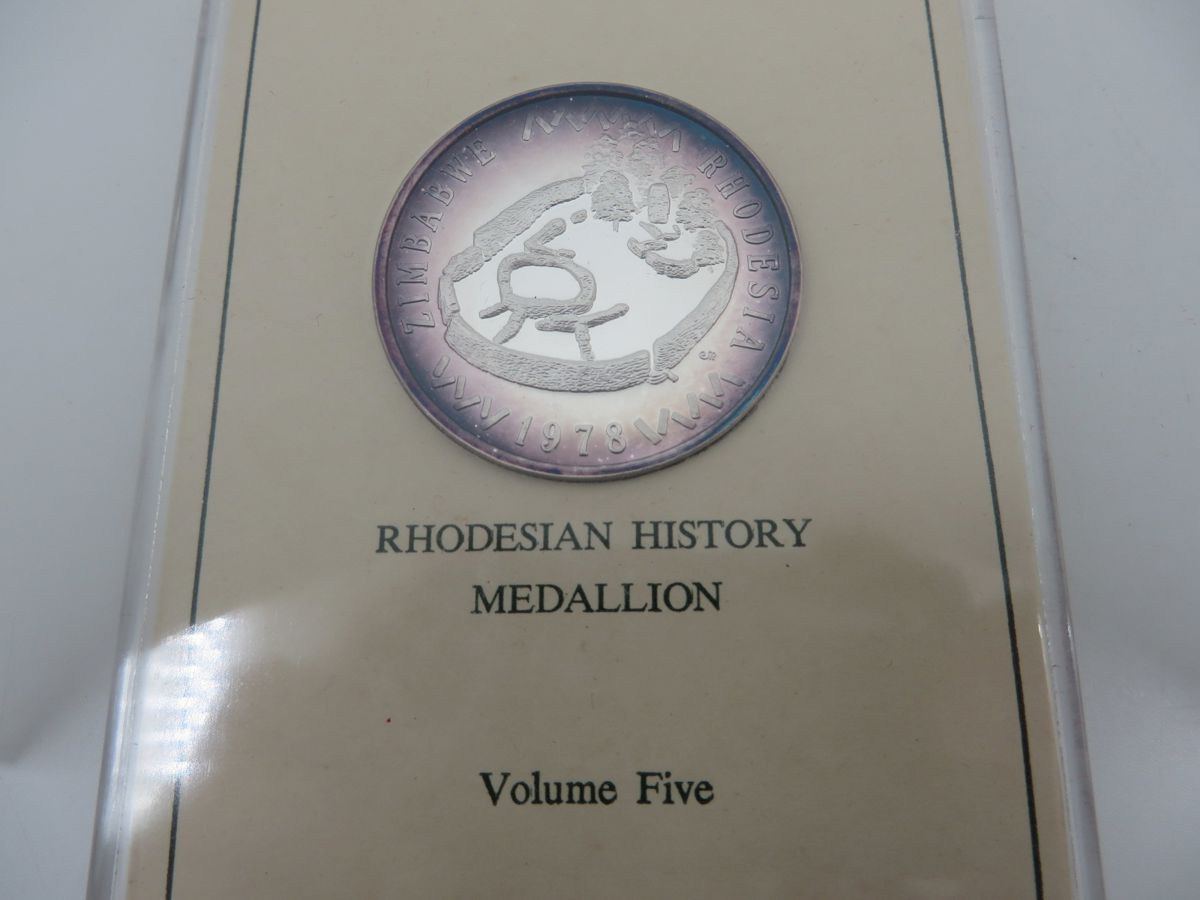 ZIMBABWE RHODESIA
1978
RHODESIAN HISTORY
MEDALLION
Volume Five